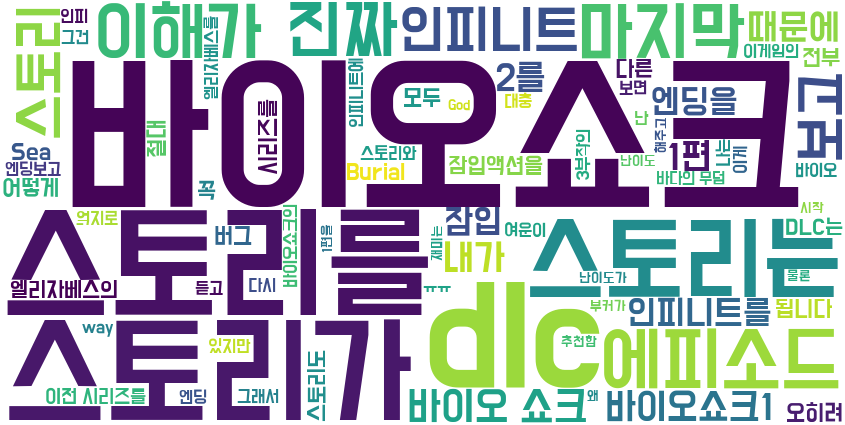 스토리
인피
그건
이해가
엘리자베스를
진짜
인피니트
마지막
때문에
이게임의
전부
바이오쇼크
시리즈를
인피니트에
모두
God
2를
대충
다른
보면
엔딩을
고법
Sea
엔딩보고
어떻게
절대
꼭
스토리와
Burial
잠입액션을
3부작의
난
난이도
해주고
1편
나는
이게
바다의 무덤
바이오
스토리를
억지로
버그
바이오쇼크의
1편을
여운이
재미는
잠입
내가
스토리는
시작
DLC는
물론
엘리자베스의
듣고
다시
ㅠㅠ
dlc
난이도가
부커가
인피니트를
됩니다
스토리가
way
있지만
스토리도
추천함
에피소드
이전 시리즈를
엔딩
그래서
바이오 쇼크
왜
바이오쇼크1
오히려